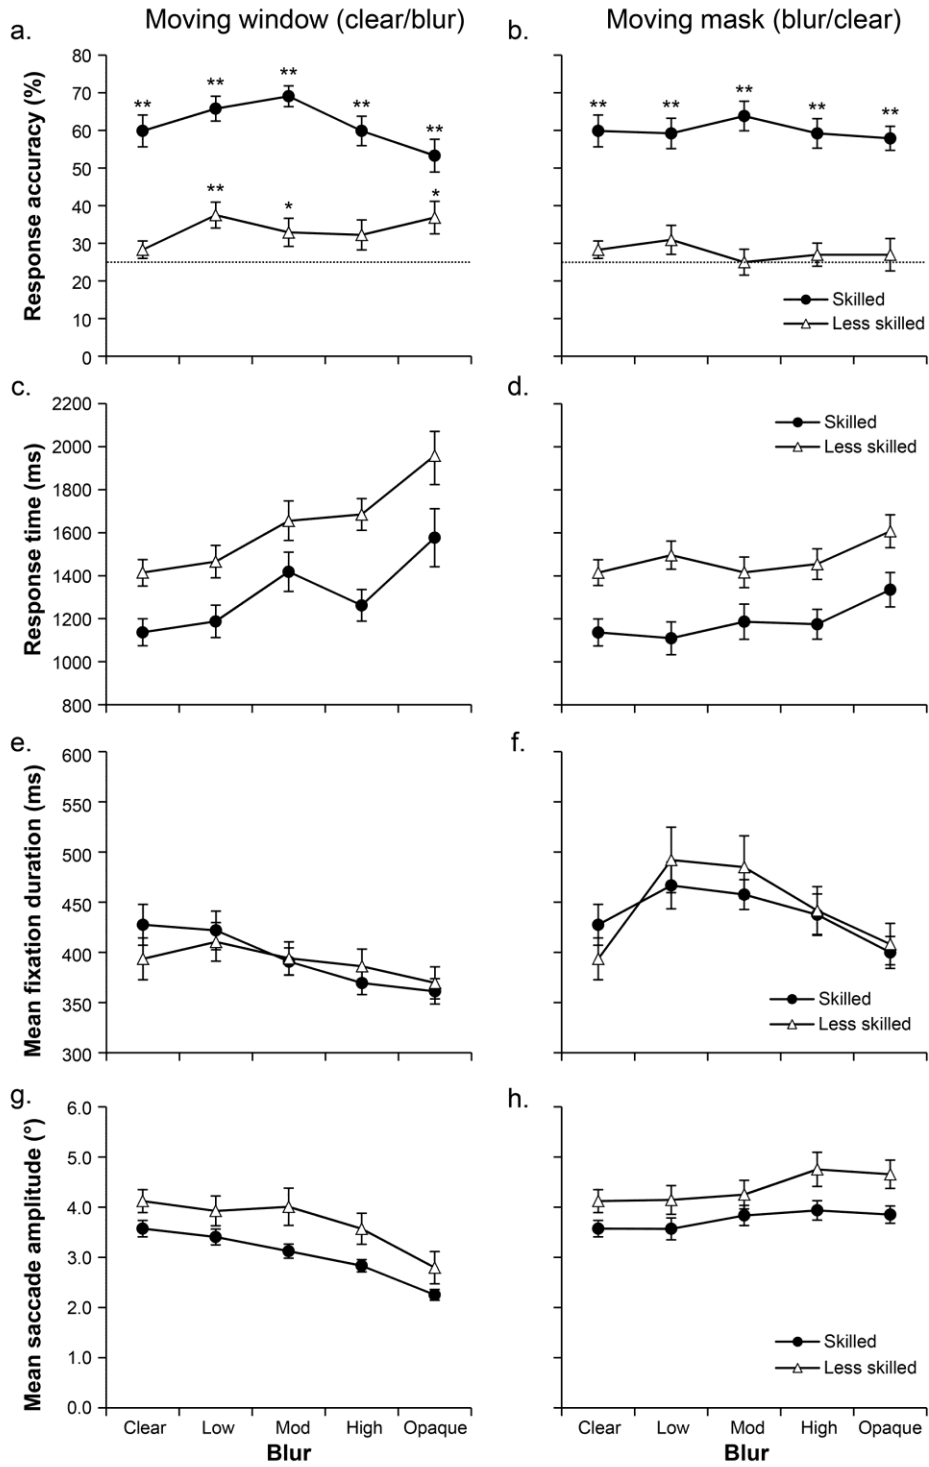 Moving window (clear/blur)
Moving mask (blur/clear)
a.
Response accuracy (%)
80
70
60
50
40
30
20
10
0
**
**
**
**
**
**
*
*
b.
**
**
**
**
**
Skilled
Less skilled
c.
Response time (ms)
2200
2000
1800
1600
1400
1200
1000
800
d.
Skilled
Less skilled
e.
Mean fixation duration (ms)
600
550
500
450
400
350
300
f.
Skilled
Less skilled
g.
Mean saccade amplitude (°)
6.0
5.0
4.0
3.0
2.0
1.0
0.0
Clear Low Mod High Opaque
Blur
h.
Skilled
Less skilled
Clear Low Mod High Opaque
Blur